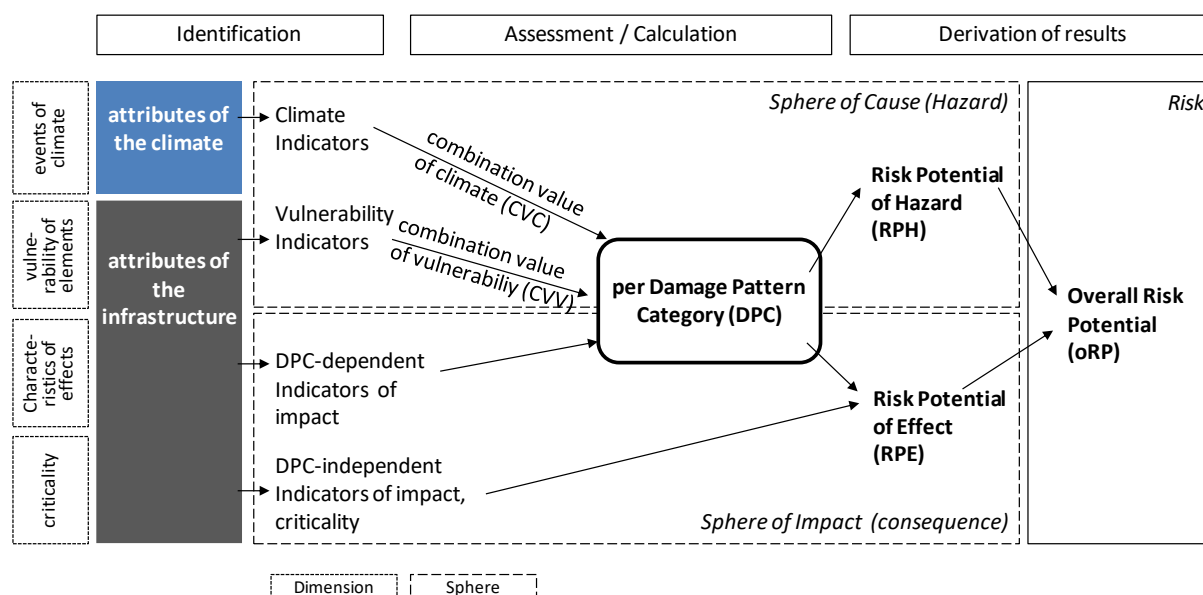 Identification
Assessment / Calculation
Derivation of results
events of
climate
attributes of
the climate
Climate
Indicators
combination value
of climate (CVC)
Sphere of Cause (Hazard)
Risk
Risk Potential
of Hazard
(RPH)
vulne-
rability of
elements
attributes of
the
infrastructure
Vulnerability
Indicators
combination value
of vulnerabiliy (CVV)
per Damage Pattern
Category (DPC)
Overall Risk
Potential
(oRP)
Characte-
ristics of
effects
DPC-dependent
Indicators of
impact
Risk Potential
of Effect
(RPE)
criticality
DPC-independent
Indicators of impact,
criticality
Sphere of Impact (consequence)
Dimension
Sphere